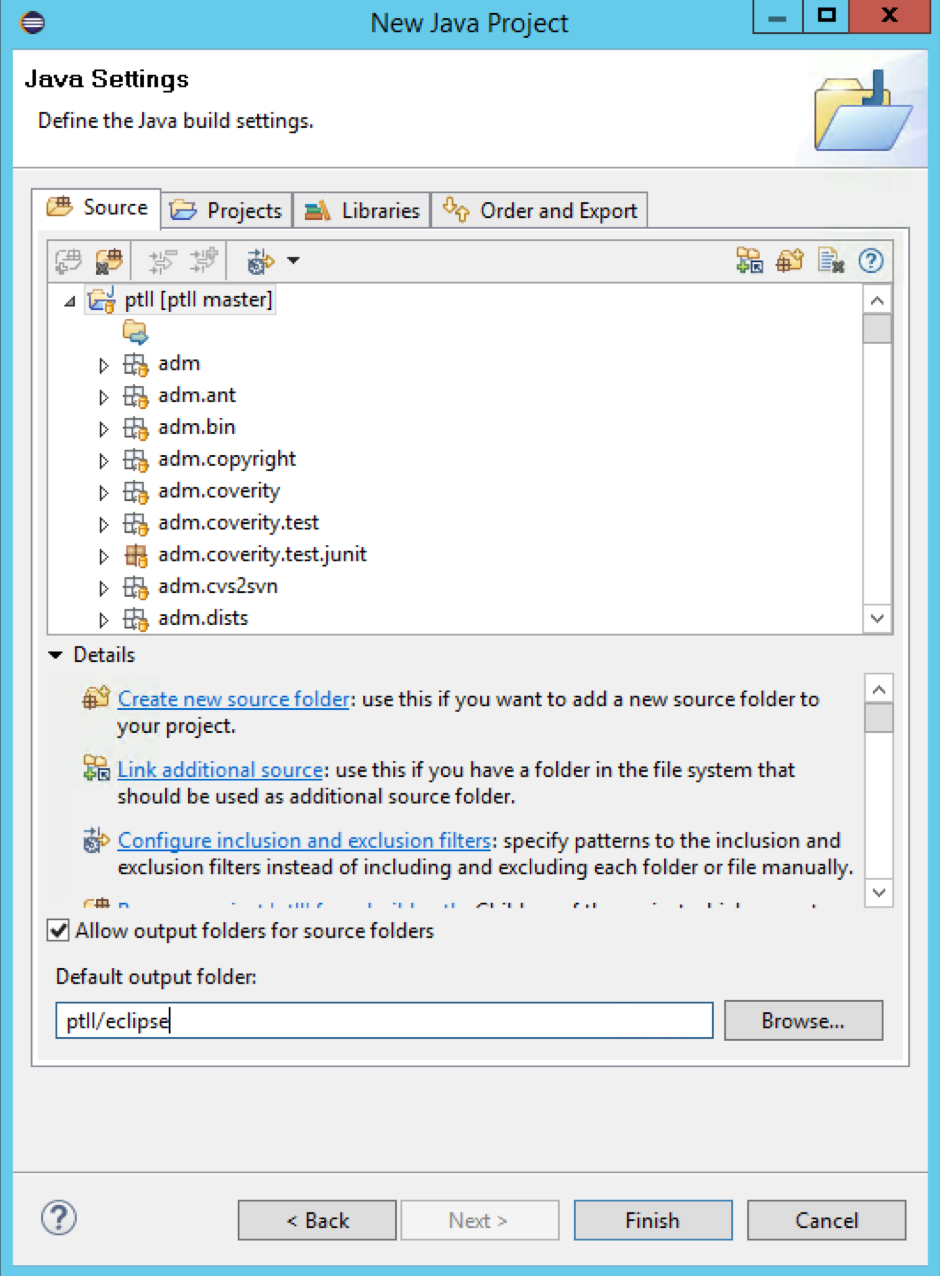 New Java Project
Java Settings
Define the Java build settings.
Source
Projects
Libraries
Order and Export
ptII [ptII master]
adm
adm.ant
adm.bin
adm.copyright
adm.coverity
adm.coverity.test
adm.coverity.test.junit
adm.cvs2svn
adm.dists
Details
Create new source folder: use this if you want to add a new source folder to
your project.
Link additional source: use this if you have a folder in the file system that
should be used as additional source folder.
Configure inclusion and exclusion filters: specify patterns to the inclusion and
exclusion filters instead of including and excluding each folder or file manually.
Allow output folders for source folders
Default output folder:
ptII/eclipse
Browse...
< Back
Next >
Finish
Cancel